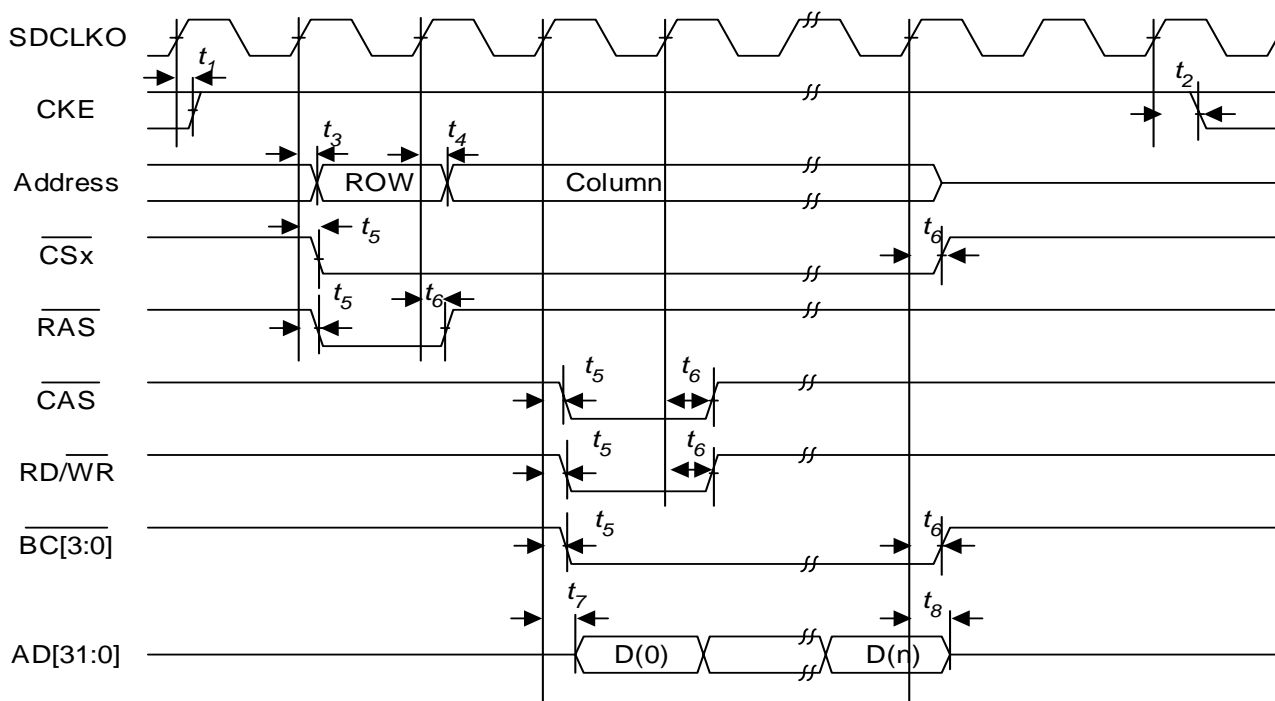 SDCLKO
t1
CKE
t2
t3
t4
Address
ROW
Column
CSx
t5
t6
RAS
t5
t6
CAS
t5
t6
RD/WR
t5
t6
BC[3:0]
t5
t6
t7
t8
AD[31:0]
D(0)
D(n)